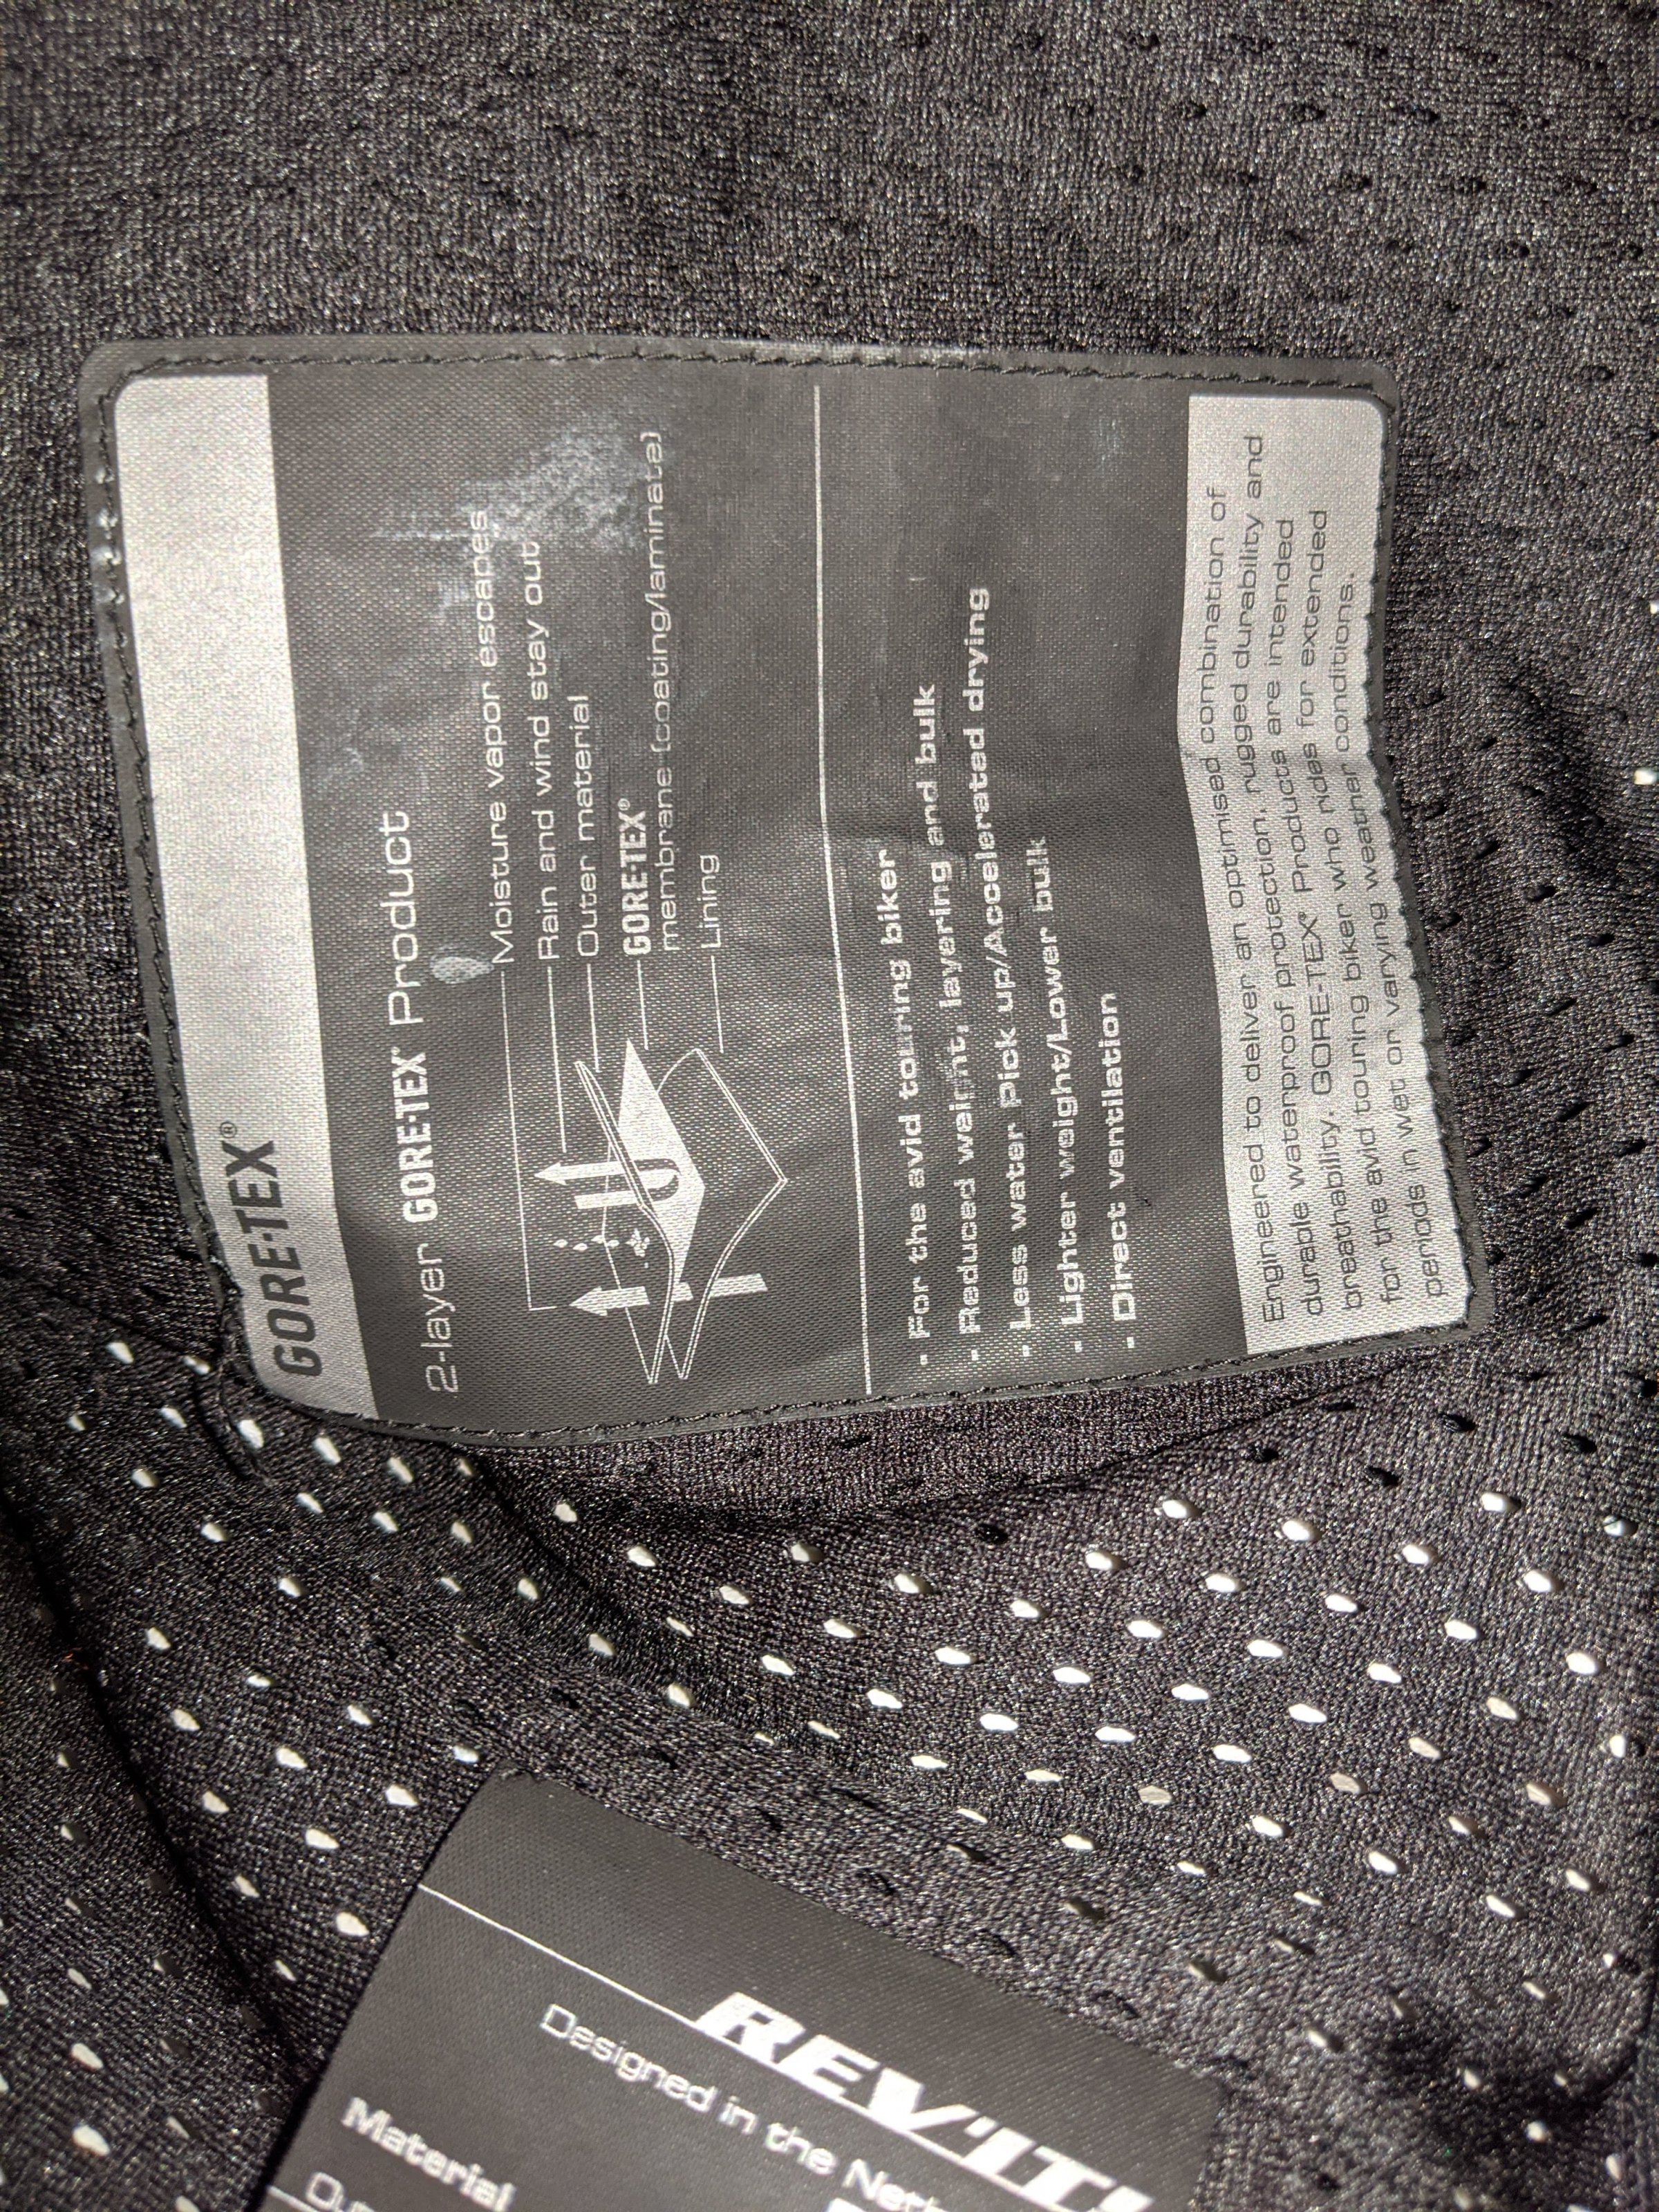 GORE-TEX®
2-layer GORE-TEX® Product
Moisture vapor escapes
Rain and wind stay out
Outer material
GORE-TEX®
membrane (coating/laminate)
Lining
- For the avid touring biker
- Reduced weight, layering and bulk
- Less water Pick up/Accelerated drying
- Lighter weight/Lower bulk
- Direct ventilation
Engineered to deliver an optimised combination of
durable waterproof protection, rugged durability and
breathability. GORE-TEX® Products are intended
for the avid touring biker who rides for extended
periods in wet or varying weather conditions.
REV'IT!
Designed in the
Material